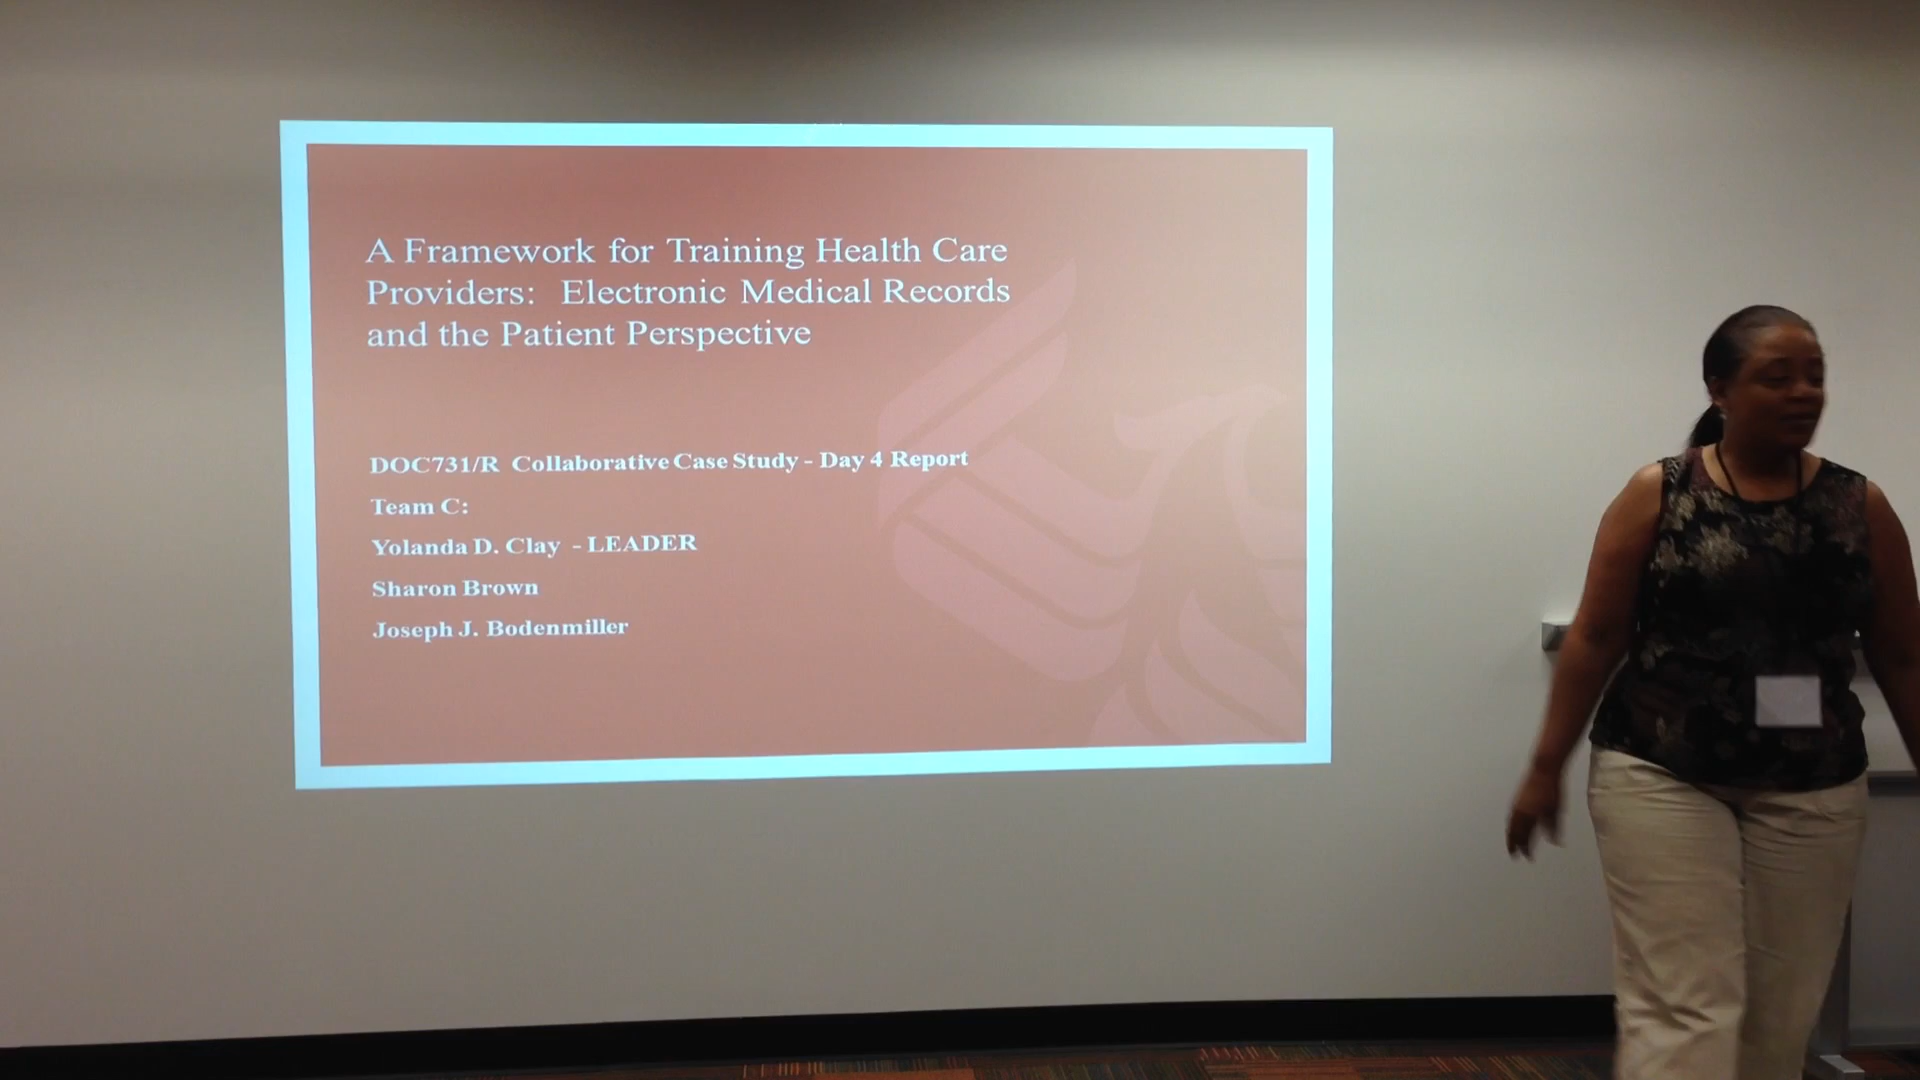 A Framework for Training Health Care
Providers: Electronic Medical Records
and the Patient Perspective
DOC731/R Collaborative Case Study - Day 4 Report
Team C:
Yolanda D. Clay - LEADER
Sharon Brown
Joseph J. Bodenmiller